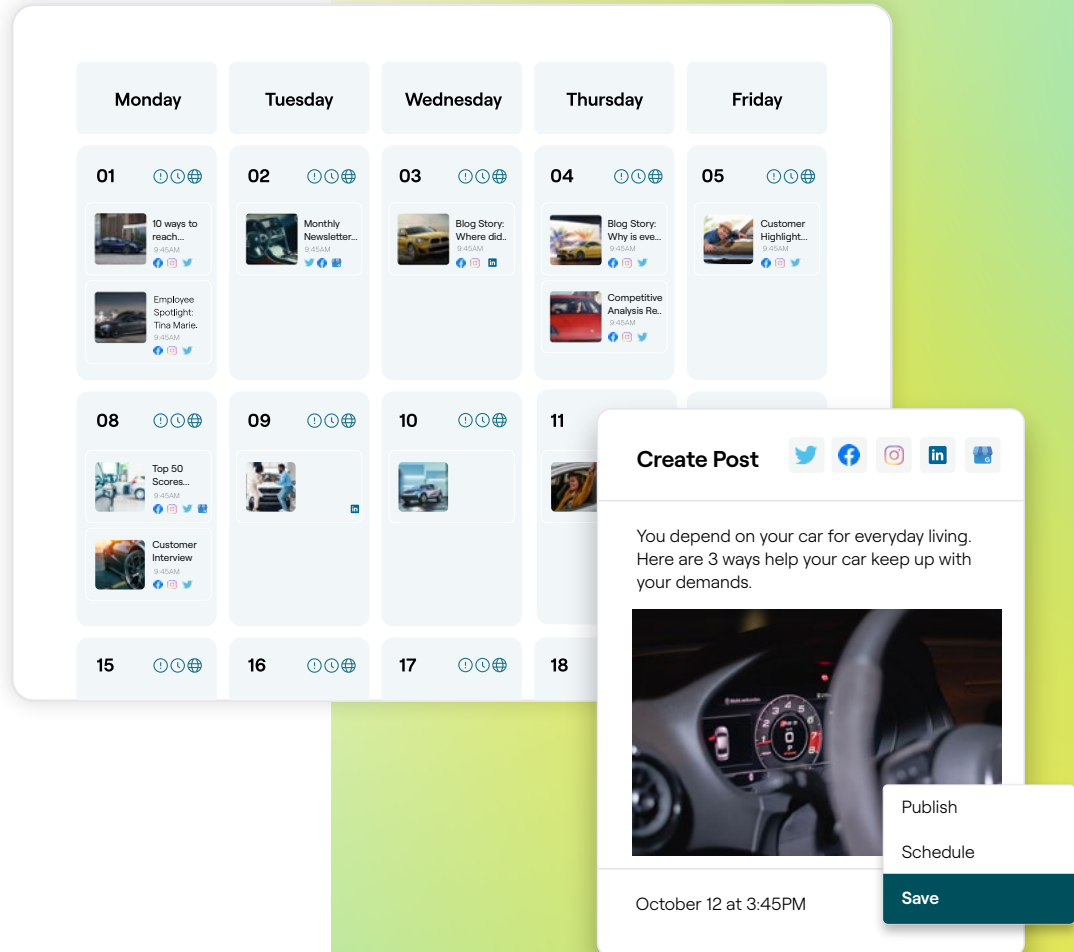 Monday
Tuesday
Wednesday
Thursday
Friday
01
02
03
04
05
10 ways to
reach...
9:45AM
Monthly
Newsletter...
9:45AM
Blog Story:
Where did..
9:45AM
Blog Story:
Why is eve...
9:45AM
Customer
Highlight...
9:45AM
Employee
Spotlight:
Tina Marie.
9:45AM
Competitive
Analysis Re..
9:45AM
08
09
10
11
Top 50
Scores...
9:45AM
Customer
Interview
9:45AM
15
16
17
18
Create Post
You depend on your car for everyday living.
Here are 3 ways help your car keep up with
your demands.
October 12 at 3:45PM
Publish
Schedule
Save